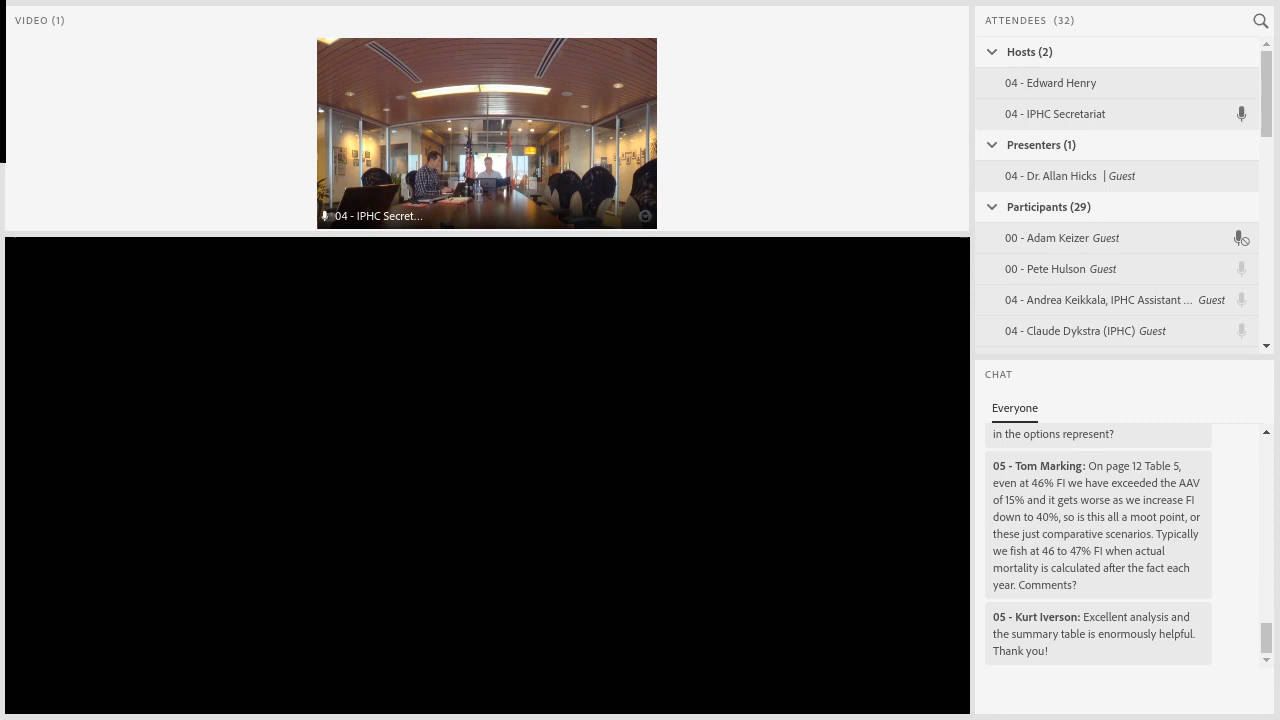 VIDEO (1)
04 - IPHC Secret...
ATTENDEES (32)
Hosts (2)
04 - Edward Henry
04 - IPHC Secretariat
Presenters (1)
04 - Dr. Allan Hicks | Guest
Participants (29)
00 - Adam Keizer Guest
00 - Pete Hulson Guest
04 - Andrea Keikkala, IPHC Assistant ... Guest
04 - Claude Dykstra (IPHC) Guest
CHAT
Everyone
in the options represent?
05 - Tom Marking: On page 12 Table 5,
even at 46% FI we have exceeded the AAV
of 15% and it gets worse as we increase FI
down to 40%, so is this all a moot point, or
these just comparative scenarios. Typically
we fish at 46 to 47% FI when actual
mortality is calculated after the fact each
year. Comments?
05 - Kurt Iverson: Excellent analysis and
the summary table is enormously helpful.
Thank you!